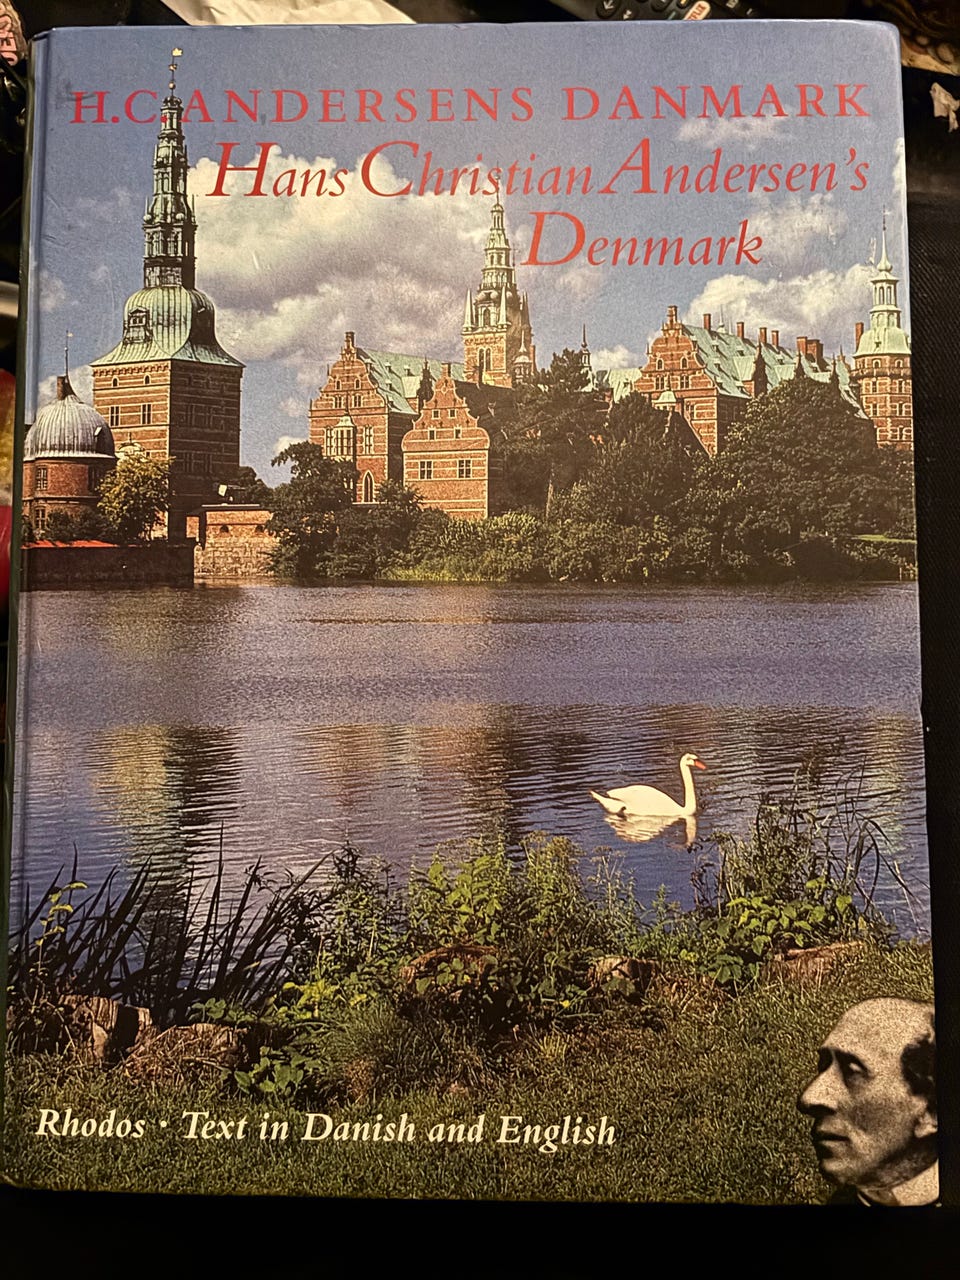 H.C. ANDERSENS DANMARK
Hans Christian Andersen's
Denmark
Rhodos · Text in Danish and English